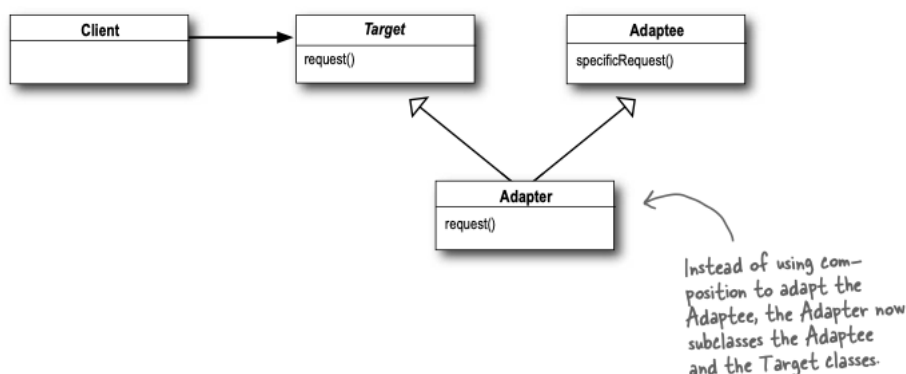 Client
Target
request()
Adaptee
specificRequest()
Adapter
request()
Instead of using com–
position to adapt the
Adaptee, the Adapter now
subclasses the Adaptee
and the Target classes.